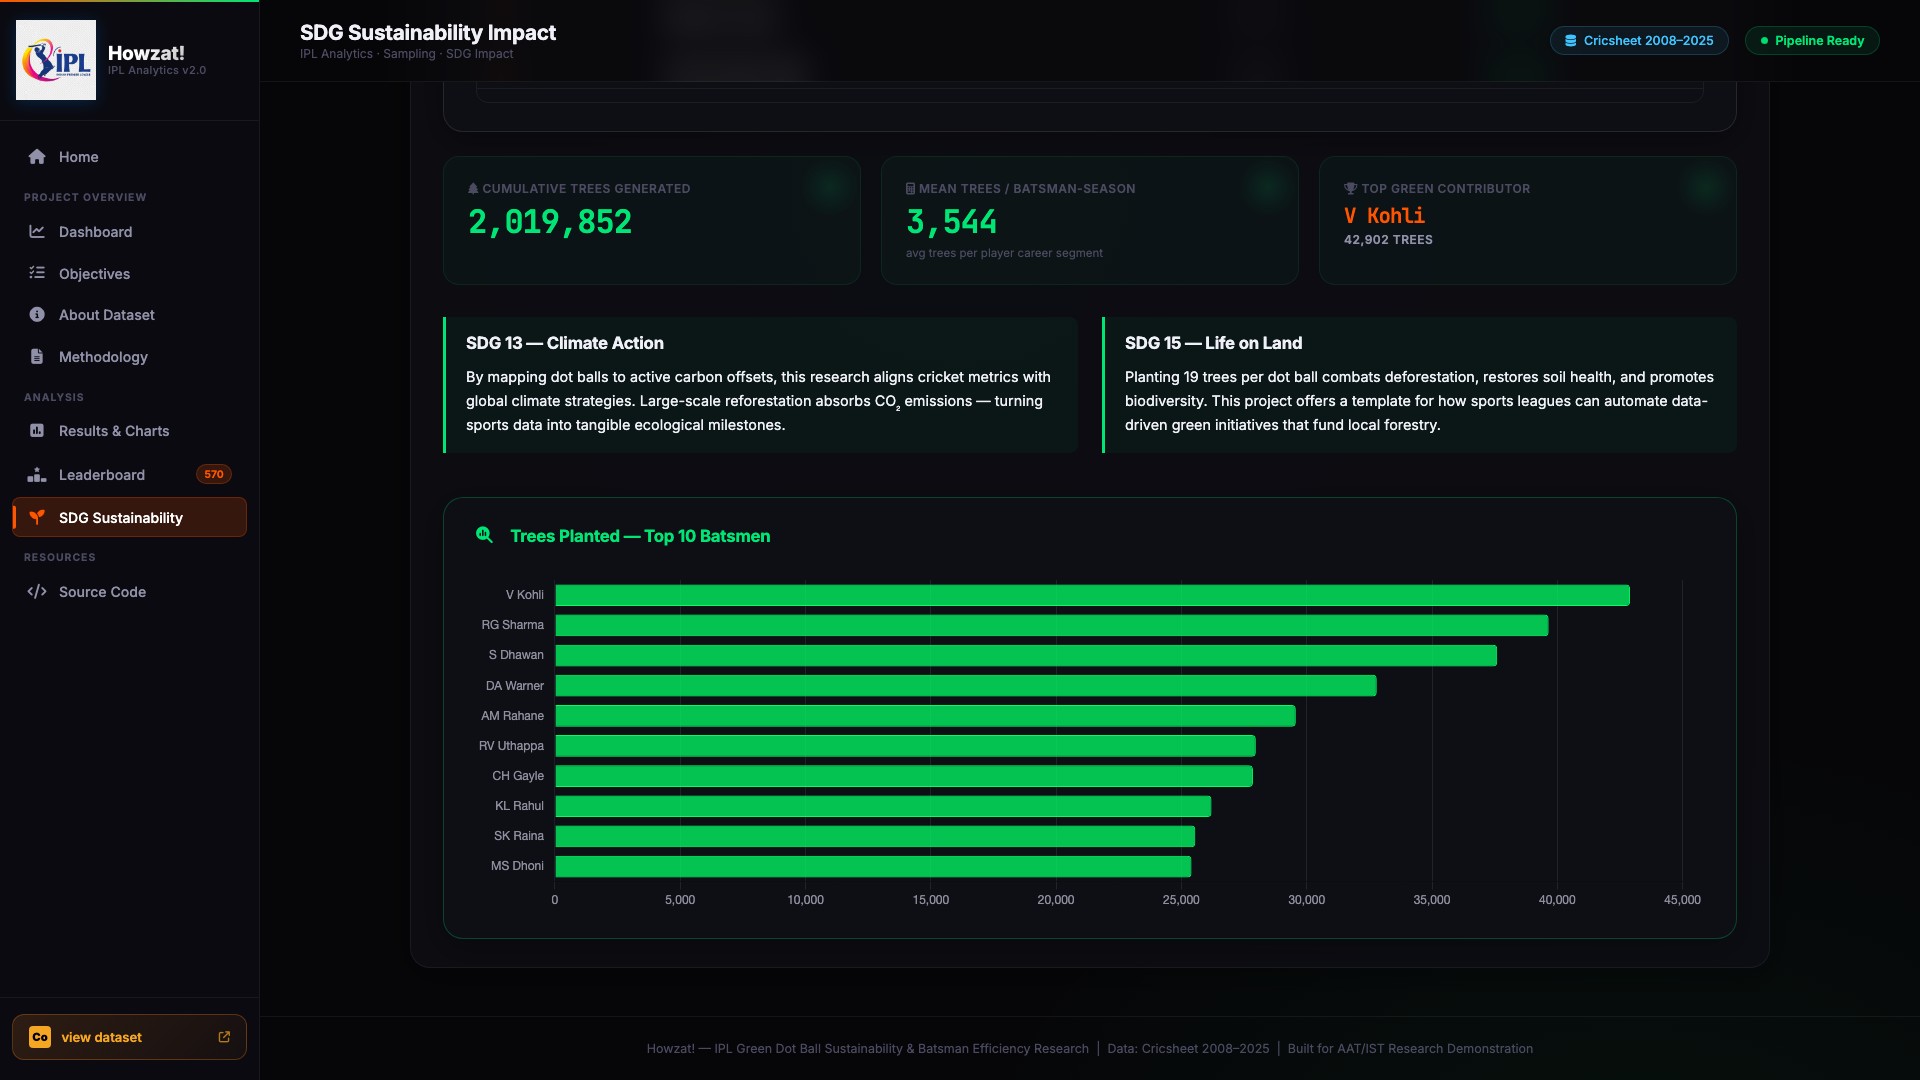 IPL
Howzat!
IPL Analytics v2.0
Home
PROJECT OVERVIEW
Dashboard
Objectives
About Dataset
Methodology
ANALYSIS
Results & Charts
Leaderboard 570
SDG Sustainability
RESOURCES
Source Code
Co view dataset
SDG Sustainability Impact
IPL Analytics · Sampling · SDG Impact
Cricsheet 2008–2025
Pipeline Ready
CUMULATIVE TREES GENERATED
2,019,852
MEAN TREES / BATSMAN-SEASON
3,544
avg trees per player career segment
TOP GREEN CONTRIBUTOR
V Kohli
42,902 TREES
SDG 13 — Climate Action
By mapping dot balls to active carbon offsets, this research aligns cricket metrics with
global climate strategies. Large-scale reforestation absorbs CO₂ emissions — turning
sports data into tangible ecological milestones.
SDG 15 — Life on Land
Planting 19 trees per dot ball combats deforestation, restores soil health, and promotes
biodiversity. This project offers a template for how sports leagues can automate data-
driven green initiatives that fund local forestry.
Trees Planted — Top 10 Batsmen
V Kohli
RG Sharma
S Dhawan
DA Warner
AM Rahane
RV Uthappa
CH Gayle
KL Rahul
SK Raina
MS Dhoni
0 5,000 10,000 15,000 20,000 25,000 30,000 35,000 40,000 45,000
Howzat! — IPL Green Dot Ball Sustainability & Batsman Efficiency Research | Data: Cricsheet 2008–2025 | Built for AAT/IST Research Demonstration